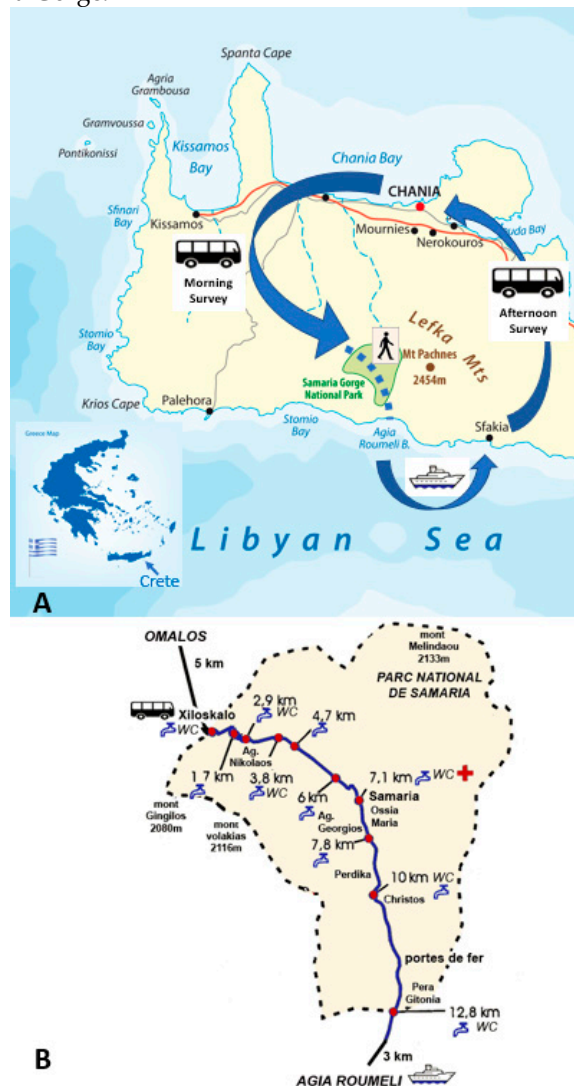 Spanta Cape
Agria
Grambousa
Gramvoussa
Pontikonissi
Kissamos
Bay
Chania Bay
CHANIA
Sfinari
Bay
Kissamos
Mournies
Nerokouros
uda Bay
Morning
Survey
Afternoon
Survey
Lefka Mts
Mt Pachnes
2454m
Samaria Gorge
National Park
Stomio
Bay
Krios Cape
Palehora
Stomio
Bay
Agia
Roumeli B.
Sfakia
Greece Map
Crete
Libyan Sea
A
OMALOS
5 km
mont
Melindaou
2133m
PARC NATIONAL
DE SAMARIA
Xiloskalo
WC
2,9 km
WC
4,7 km
Ag.
Nikolaos
1 7 km
3,8 km
WC
6 km
Ag.
Georgios
7,1 km WC
Samaria
Ossia
Maria
mont
Gingilos
2080m
mont
volakias
2116m
7,8 km
Perdika
10 km WC
Christos
portes de fer
Pera
Gitonia
12,8 km
WC
3 km
B
AGIA ROUMELI